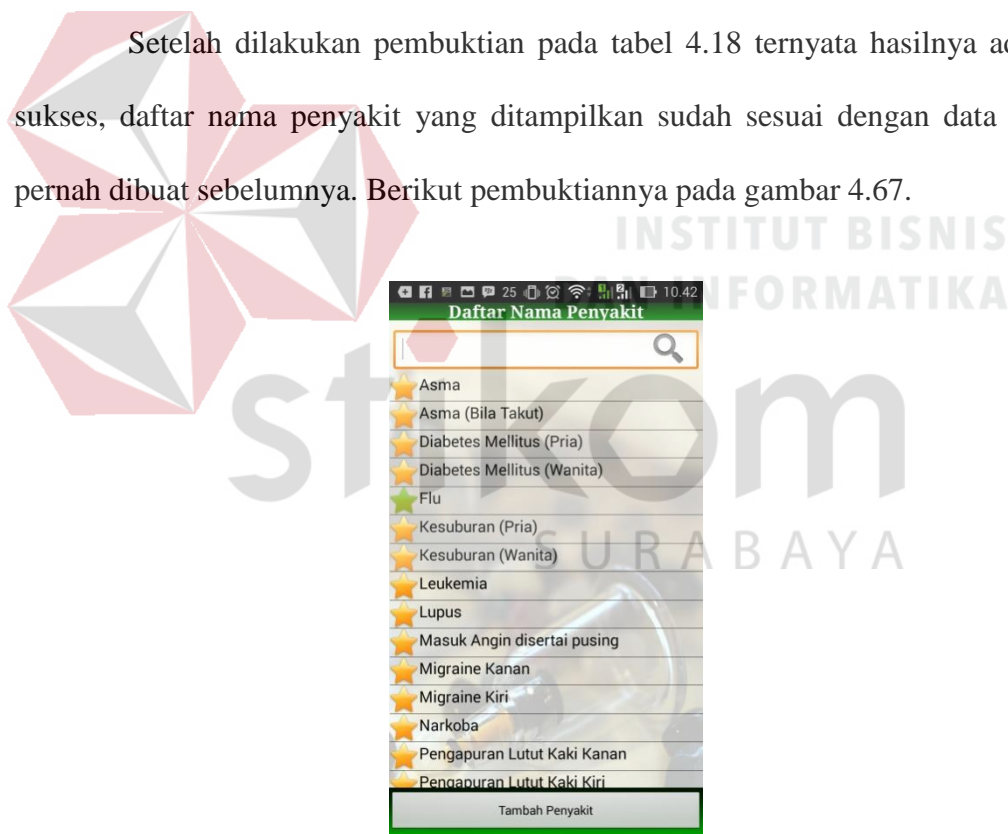 Setelah dilakukan pembuktian pada tabel 4.18 ternyata hasilnya
sukses, daftar nama penyakit yang ditampilkan sudah sesuai dengan data
pernah dibuat sebelumnya. Berikut pembuktiannya pada gambar 4.67.
INSTITUT BISNIS
DAN INFORMATIKA
25 10.42
Daftar Nama Penyakit
stikom
Asma
Asma (Bila Takut)
Diabetes Mellitus (Pria)
Diabetes Mellitus (Wanita)
Flu
Kesuburan (Pria)
SURABAYA
Kesuburan (Wanita)
Leukemia
Lupus
Masuk Angin disertai pusing
Migraine Kanan
Migraine Kiri
Narkoba
Pengapuran Lutut Kaki Kanan
Pengapuran Lutut Kaki Kiri
Tambah Penyakit